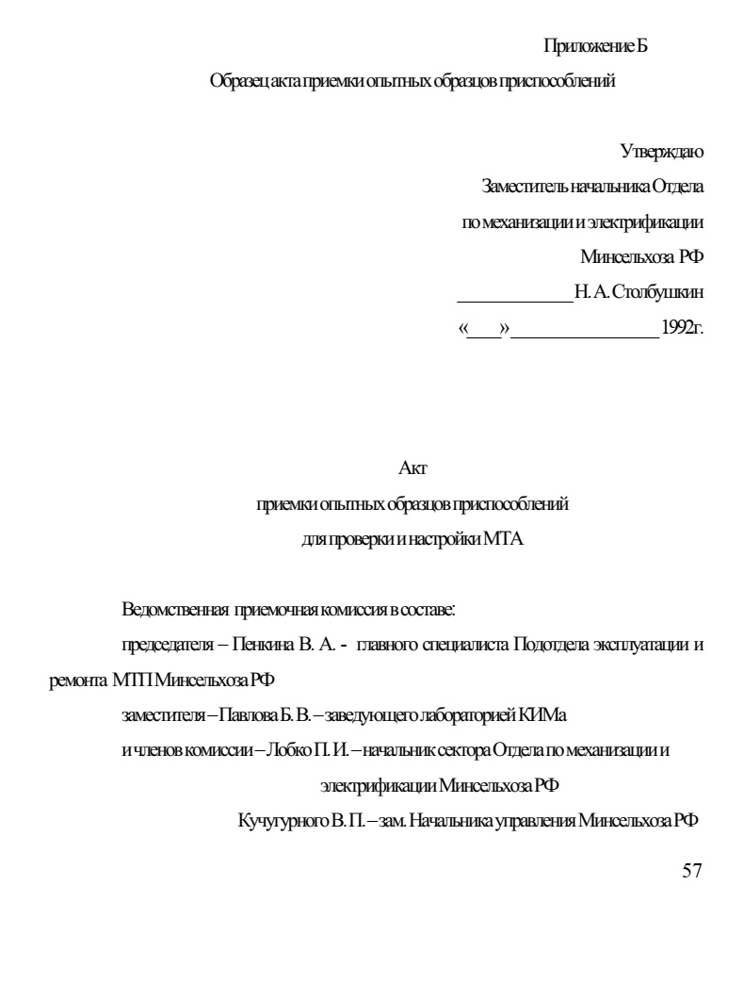 Приложение Б
Образец акта приемки опытных образцов приспособлений
Утверждаю
Заместитель начальника Отдела
по механизации и электрификации
Минсельхоза РФ
_____________Н. А. Столбушкин
«____»_________________1992г.
Акт
приемки опытных образцов приспособлений
для проверки и настройки МТА
Ведомственная приемочная комиссия в составе:
председателя – Пенкина В. А. - главного специалиста Подотдела эксплуатации и
ремонта МТП Минсельхоза РФ
заместителя – Павлова Б. В. – заведующего лабораторией КИМа
и членов комиссии – Лобко П. И. – начальник сектора Отдела по механизации и
электрификации Минсельхоза РФ
Кучугурного В. П. – зам. Начальника управления Минсельхоза РФ
57